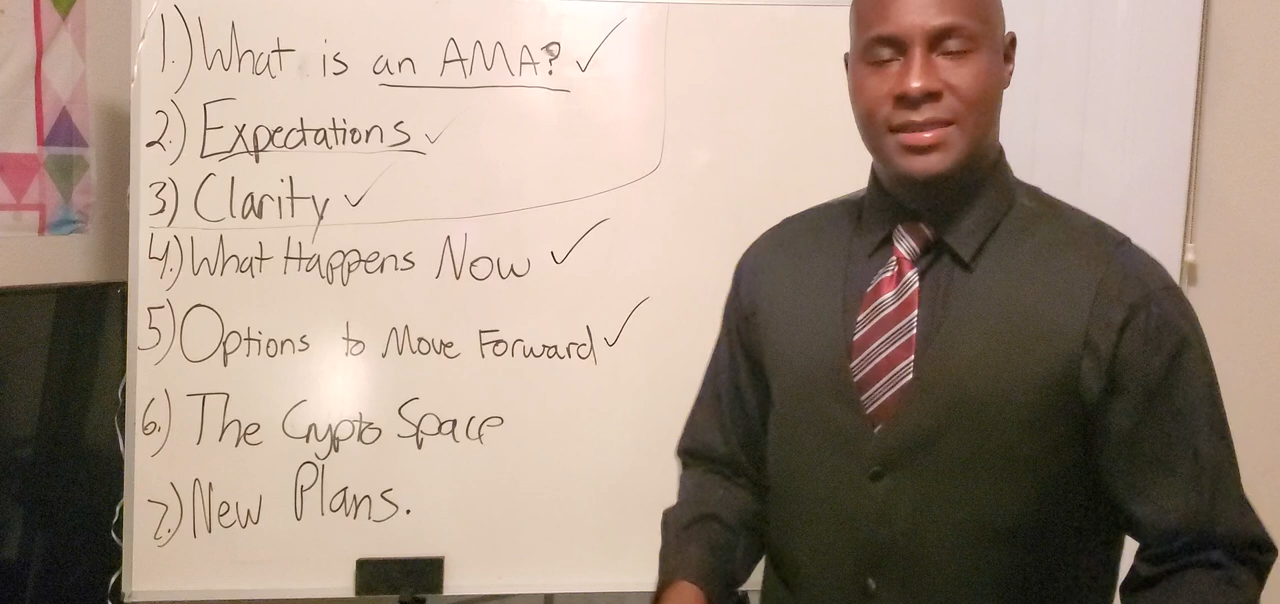 1.) What is an AMA? ✓
2.) Expectations ✓
3) Clarity ✓
4.) What Happens Now ✓
5) Options to Move Forward ✓
6.) The Crypto Space
7.) New Plans.